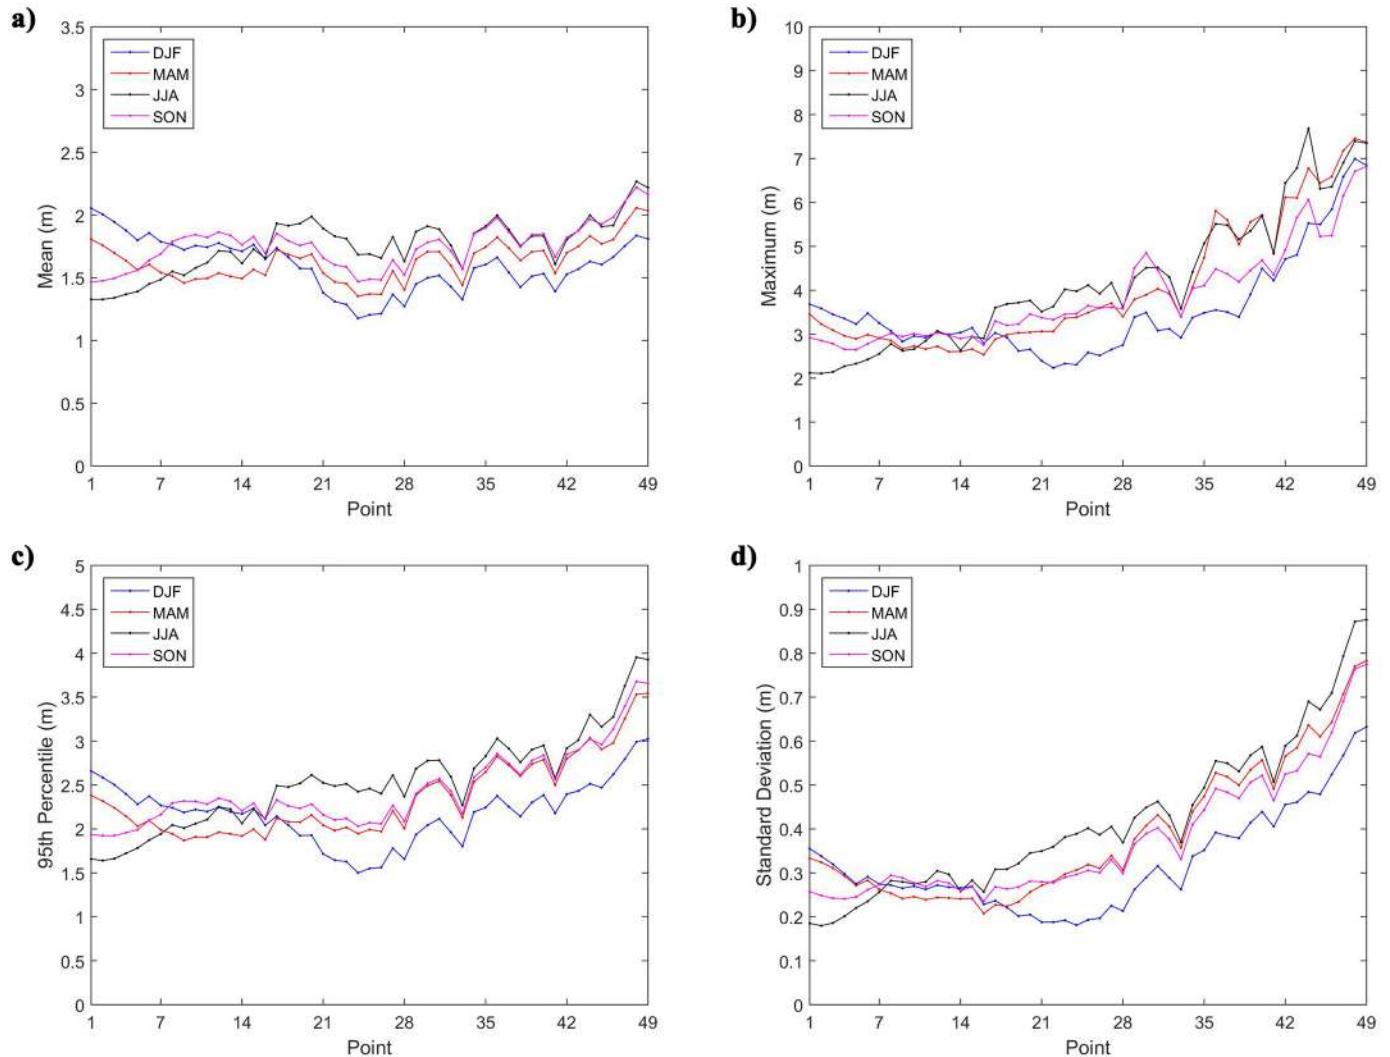 a)
3.5
3
2.5
2
1.5
1
0.5
0
Mean (m)
DJF
MAM
JJA
SON
1 7 14 21 28 35 42 49
Point
b)
10
9
8
7
6
5
4
3
2
1
0
Maximum (m)
DJF
MAM
JJA
SON
1 7 14 21 28 35 42 49
Point
c)
5
4.5
4
3.5
3
2.5
2
1.5
1
0.5
0
95th Percentile (m)
DJF
MAM
JJA
SON
1 7 14 21 28 35 42 49
Point
d)
1
0.9
0.8
0.7
0.6
0.5
0.4
0.3
0.2
0.1
0
Standard Deviation (m)
DJF
MAM
JJA
SON
1 7 14 21 28 35 42 49
Point